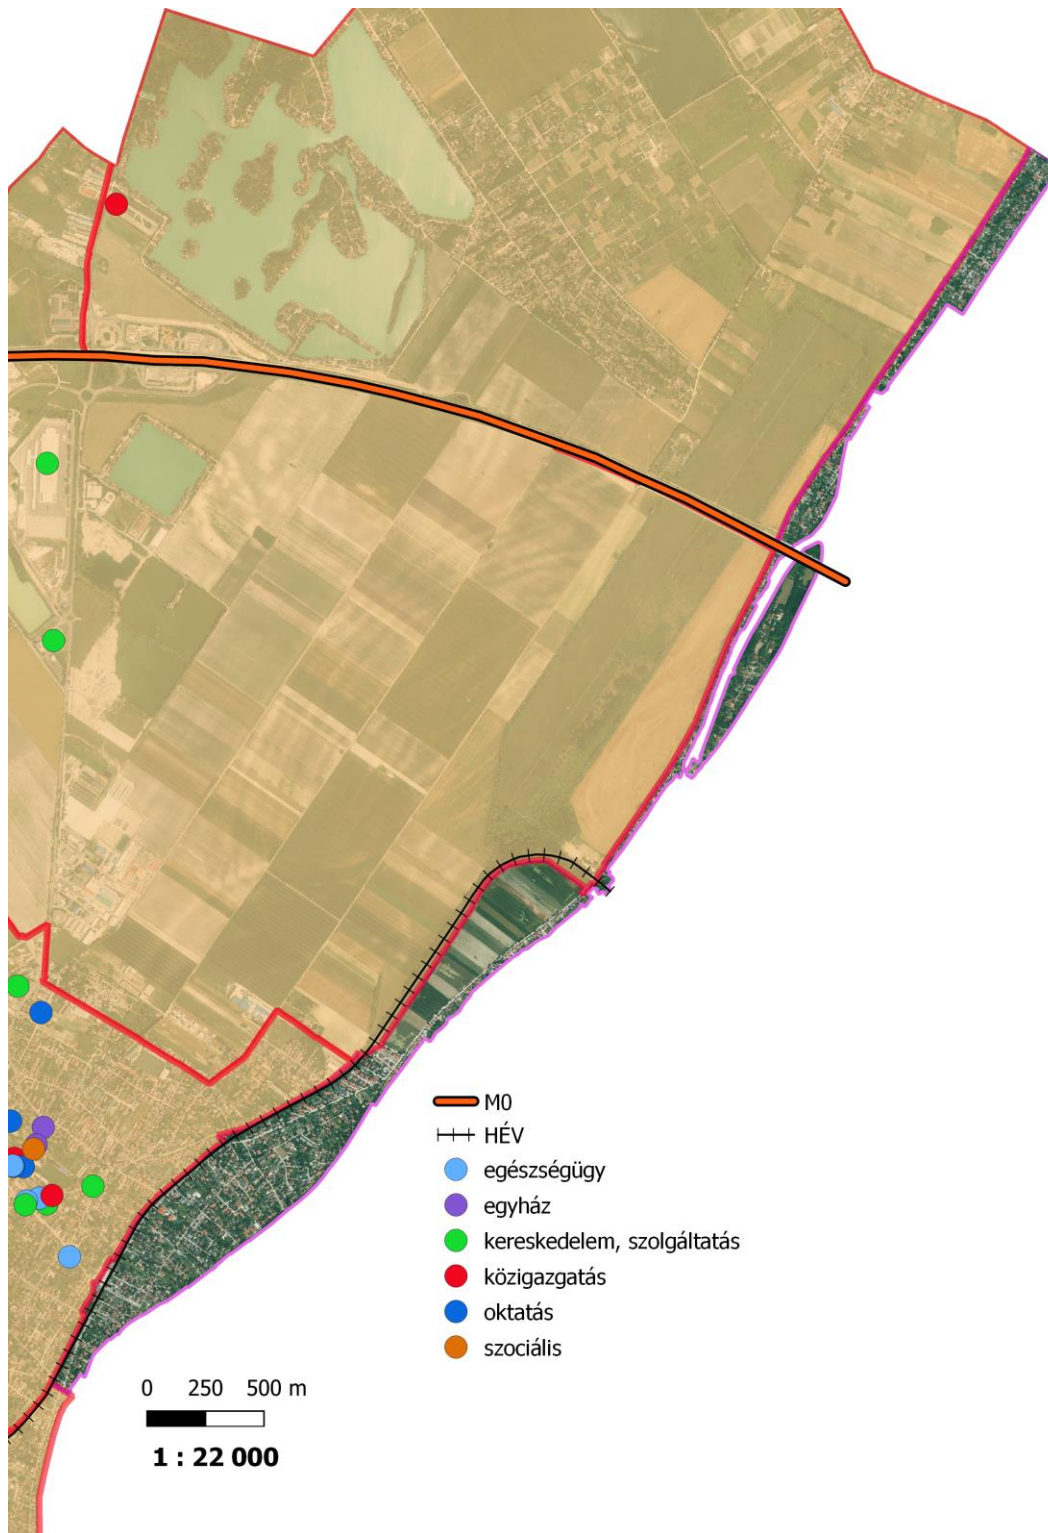 M0
HÉV
egészségügy
egyház
kereskedelem, szolgáltatás
közigazgatás
oktatás
szociális
0 250 500 m
1 : 22 000